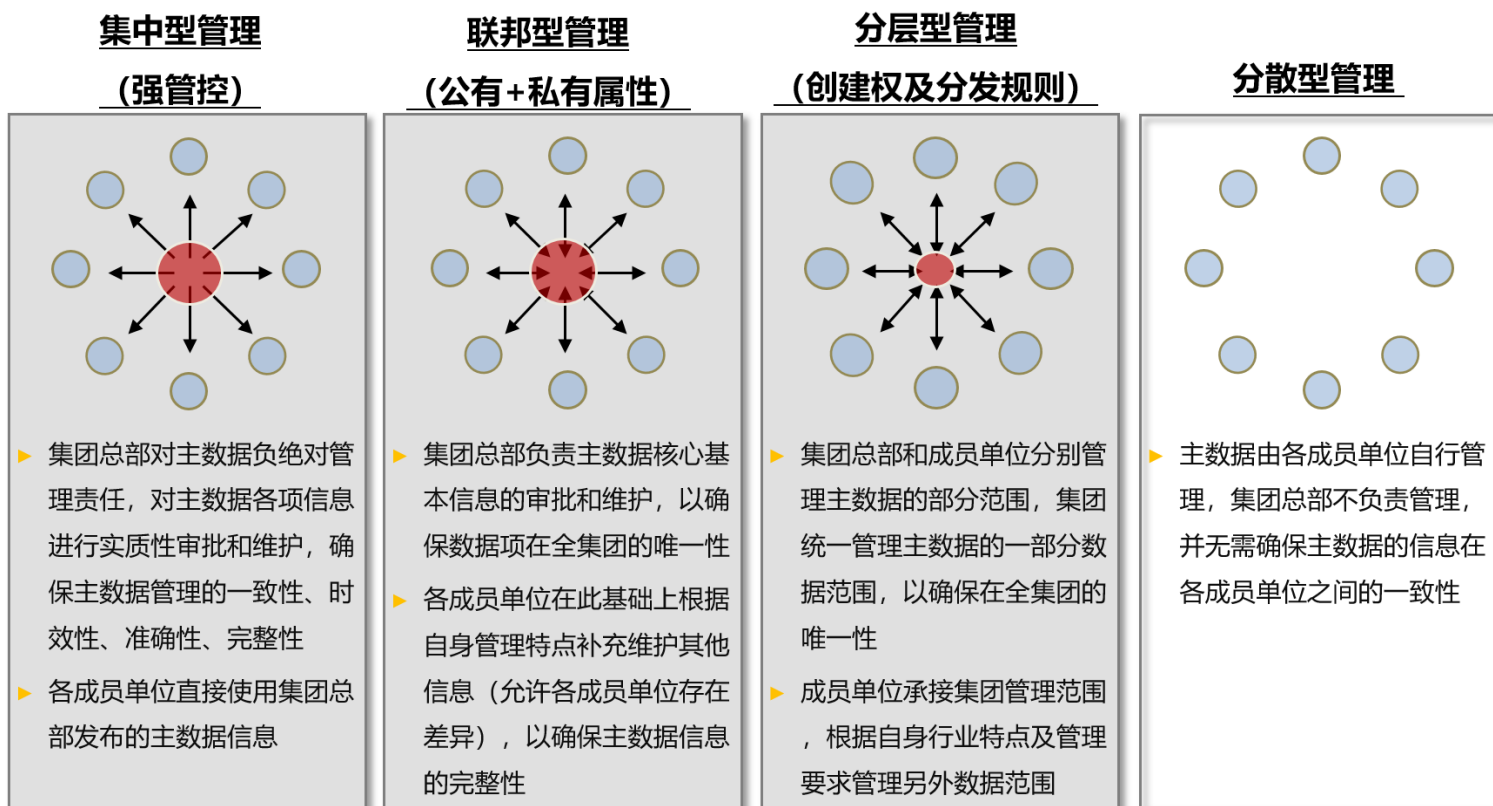 集中型管理
（强管控）
集团总部对主数据负绝对管
理责任，对主数据各项信息
进行实质性审批和维护，确
保主数据管理的一致性、时
效性、准确性、完整性
各成员单位直接使用集团总
部发布的主数据信息
联邦型管理
（公有+私有属性）
集团总部负责主数据核心基
本信息的审批和维护，以确
保数据项在全集团的唯一性
各成员单位在此基础上根据
自身管理特点补充维护其他
信息（允许各成员单位存在
差异），以确保主数据信息
的完整性
分层型管理
（创建权及分发规则）
集团总部和成员单位分别管
理主数据的部分范围，集团
统一管理主数据的一部分数
据范围，以确保在全集团的
唯一性
成员单位承接集团管理范围
，根据自身行业特点及管理
要求管理另外数据范围
分散型管理
主数据由各成员单位自行管
理，集团总部不负责管理，
并无需确保主数据的信息在
各成员单位之间的一致性